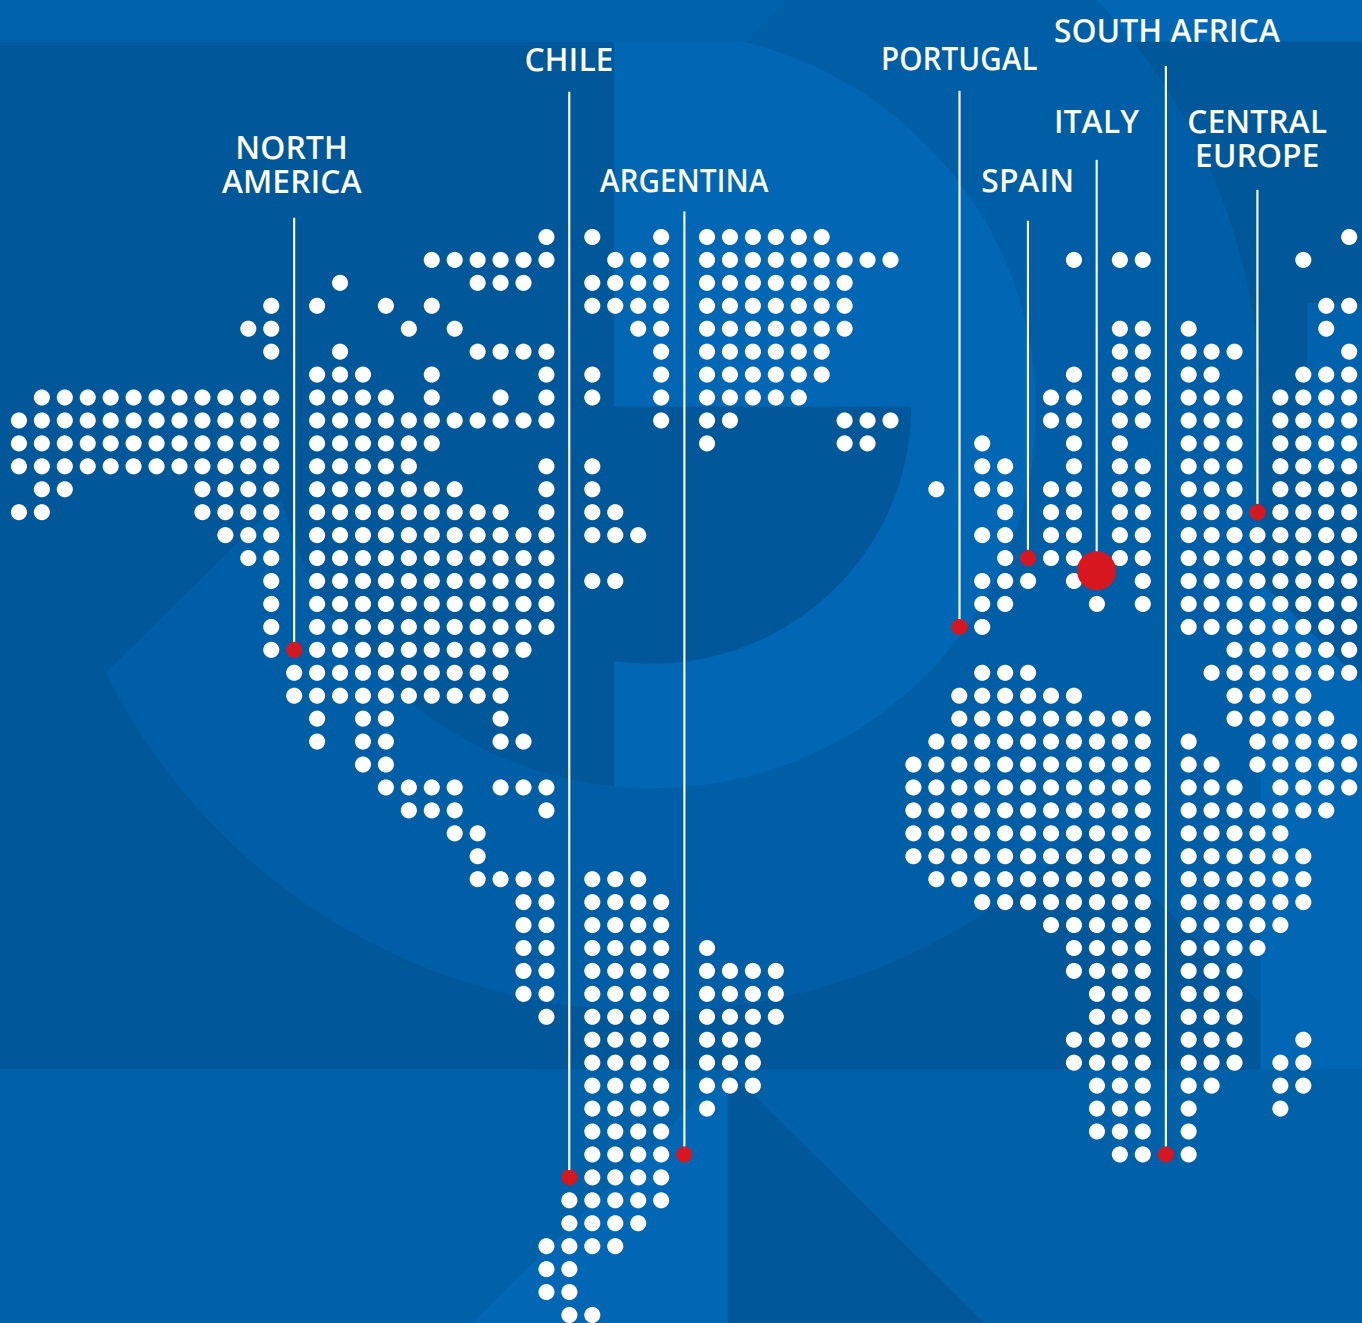 SOUTH AFRICA
CHILE
PORTUGAL
ITALY
CENTRAL
EUROPE
NORTH
AMERICA
ARGENTINA
SPAIN